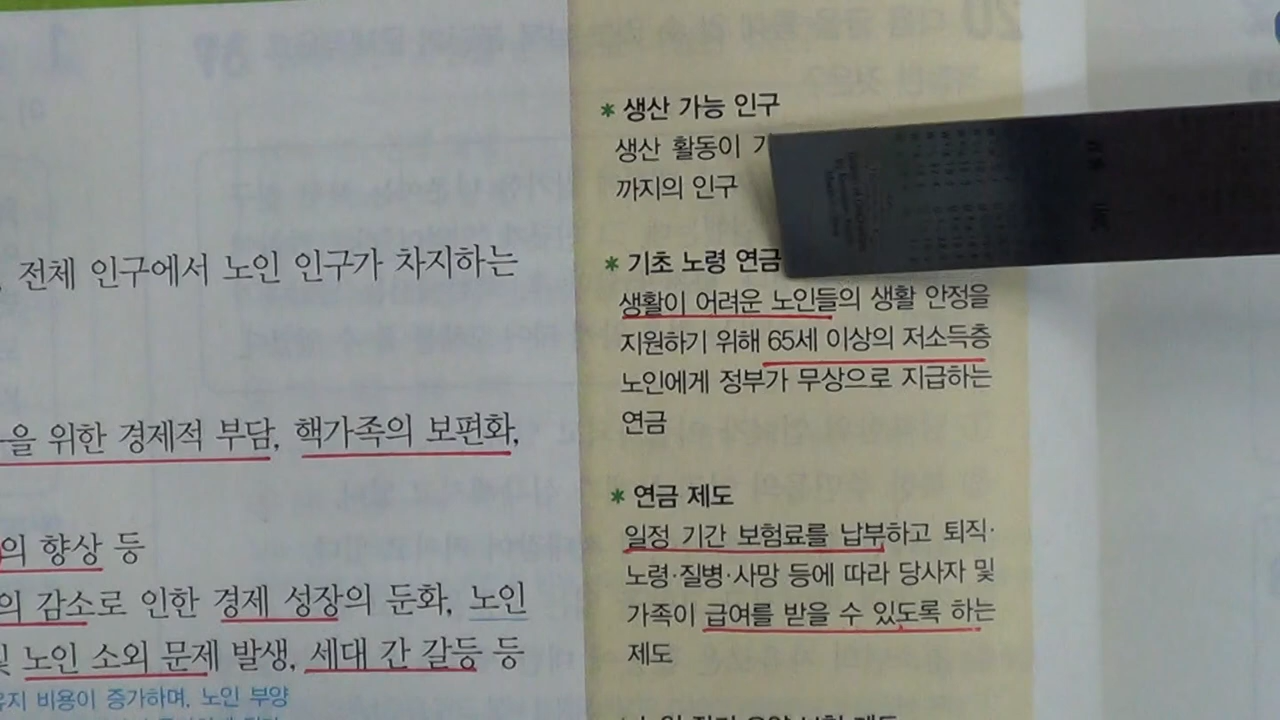 전체 인구에서 노인 인구가 차지하는
을 위한 경제적 부담, 핵가족의 보편화,
의 향상 등
의 감소로 인한 경제 성장의 둔화, 노인
및 노인 소외 문제 발생, 세대 간 갈등 등
유지 비용이 증가하며, 노인 부양
* 생산 가능 인구
생산 활동이
까지의 인구
* 기초 노령 연금
생활이 어려운 노인들의 생활 안정을
지원하기 위해 65세 이상의 저소득층
노인에게 정부가 무상으로 지급하는
연금
* 연금 제도
일정 기간 보험료를 납부하고 퇴직·
노령·질병·사망 등에 따라 당사자 및
가족이 급여를 받을 수 있도록 하는
제도